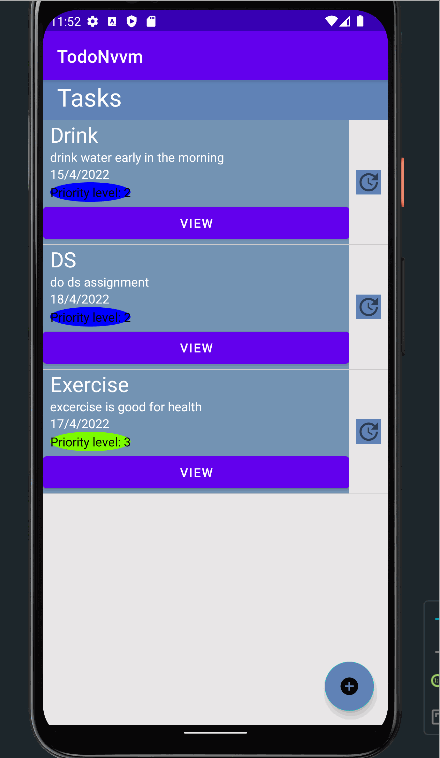 11:52
TodoNvvm
Tasks
Drink
drink water early in the morning
15/4/2022
Priority level: 2
VIEW
DS
do ds assignment
18/4/2022
Priority level: 2
VIEW
Exercise
excercise is good for health
17/4/2022
Priority level: 3
VIEW